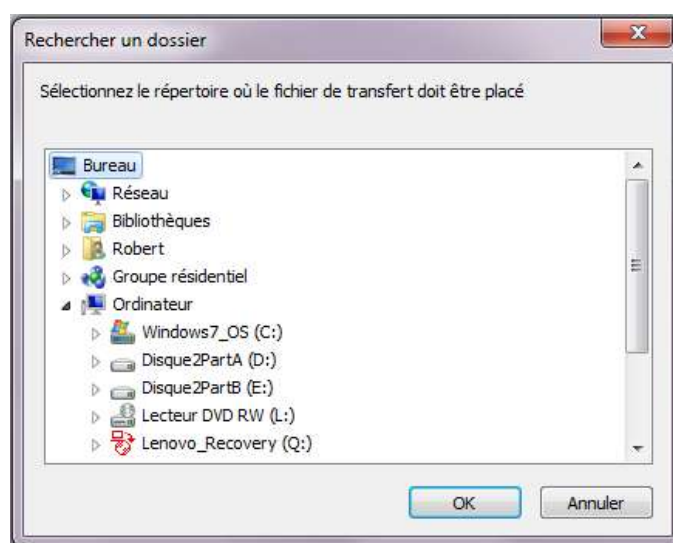 Rechercher un dossier
Sélectionnez le répertoire où le fichier de transfert doit être placé
Bureau
Réseau
Bibliothèques
Robert
Groupe résidentiel
Ordinateur
Windows7_OS (C:)
Disque2PartA (D:)
Disque2PartB (E:)
Lecteur DVD RW (L:)
Lenovo_Recovery (Q:)
OK
Annuler